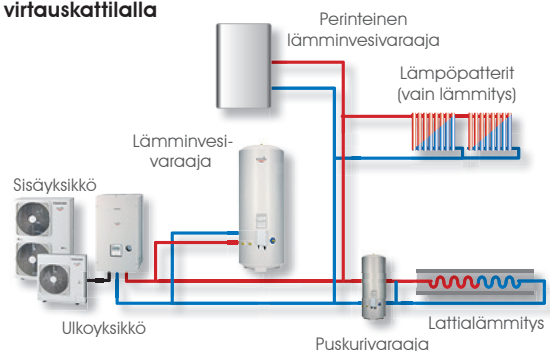 virtauskattilalla
Perinteinen
lämminvesivaraaja
Lämpöpatterit
(vain lämmitys)
Lämminvesi-
varaaja
Sisäyksikkö
Ulkoyksikkö
Lattialämmitys
Puskurivaraaja